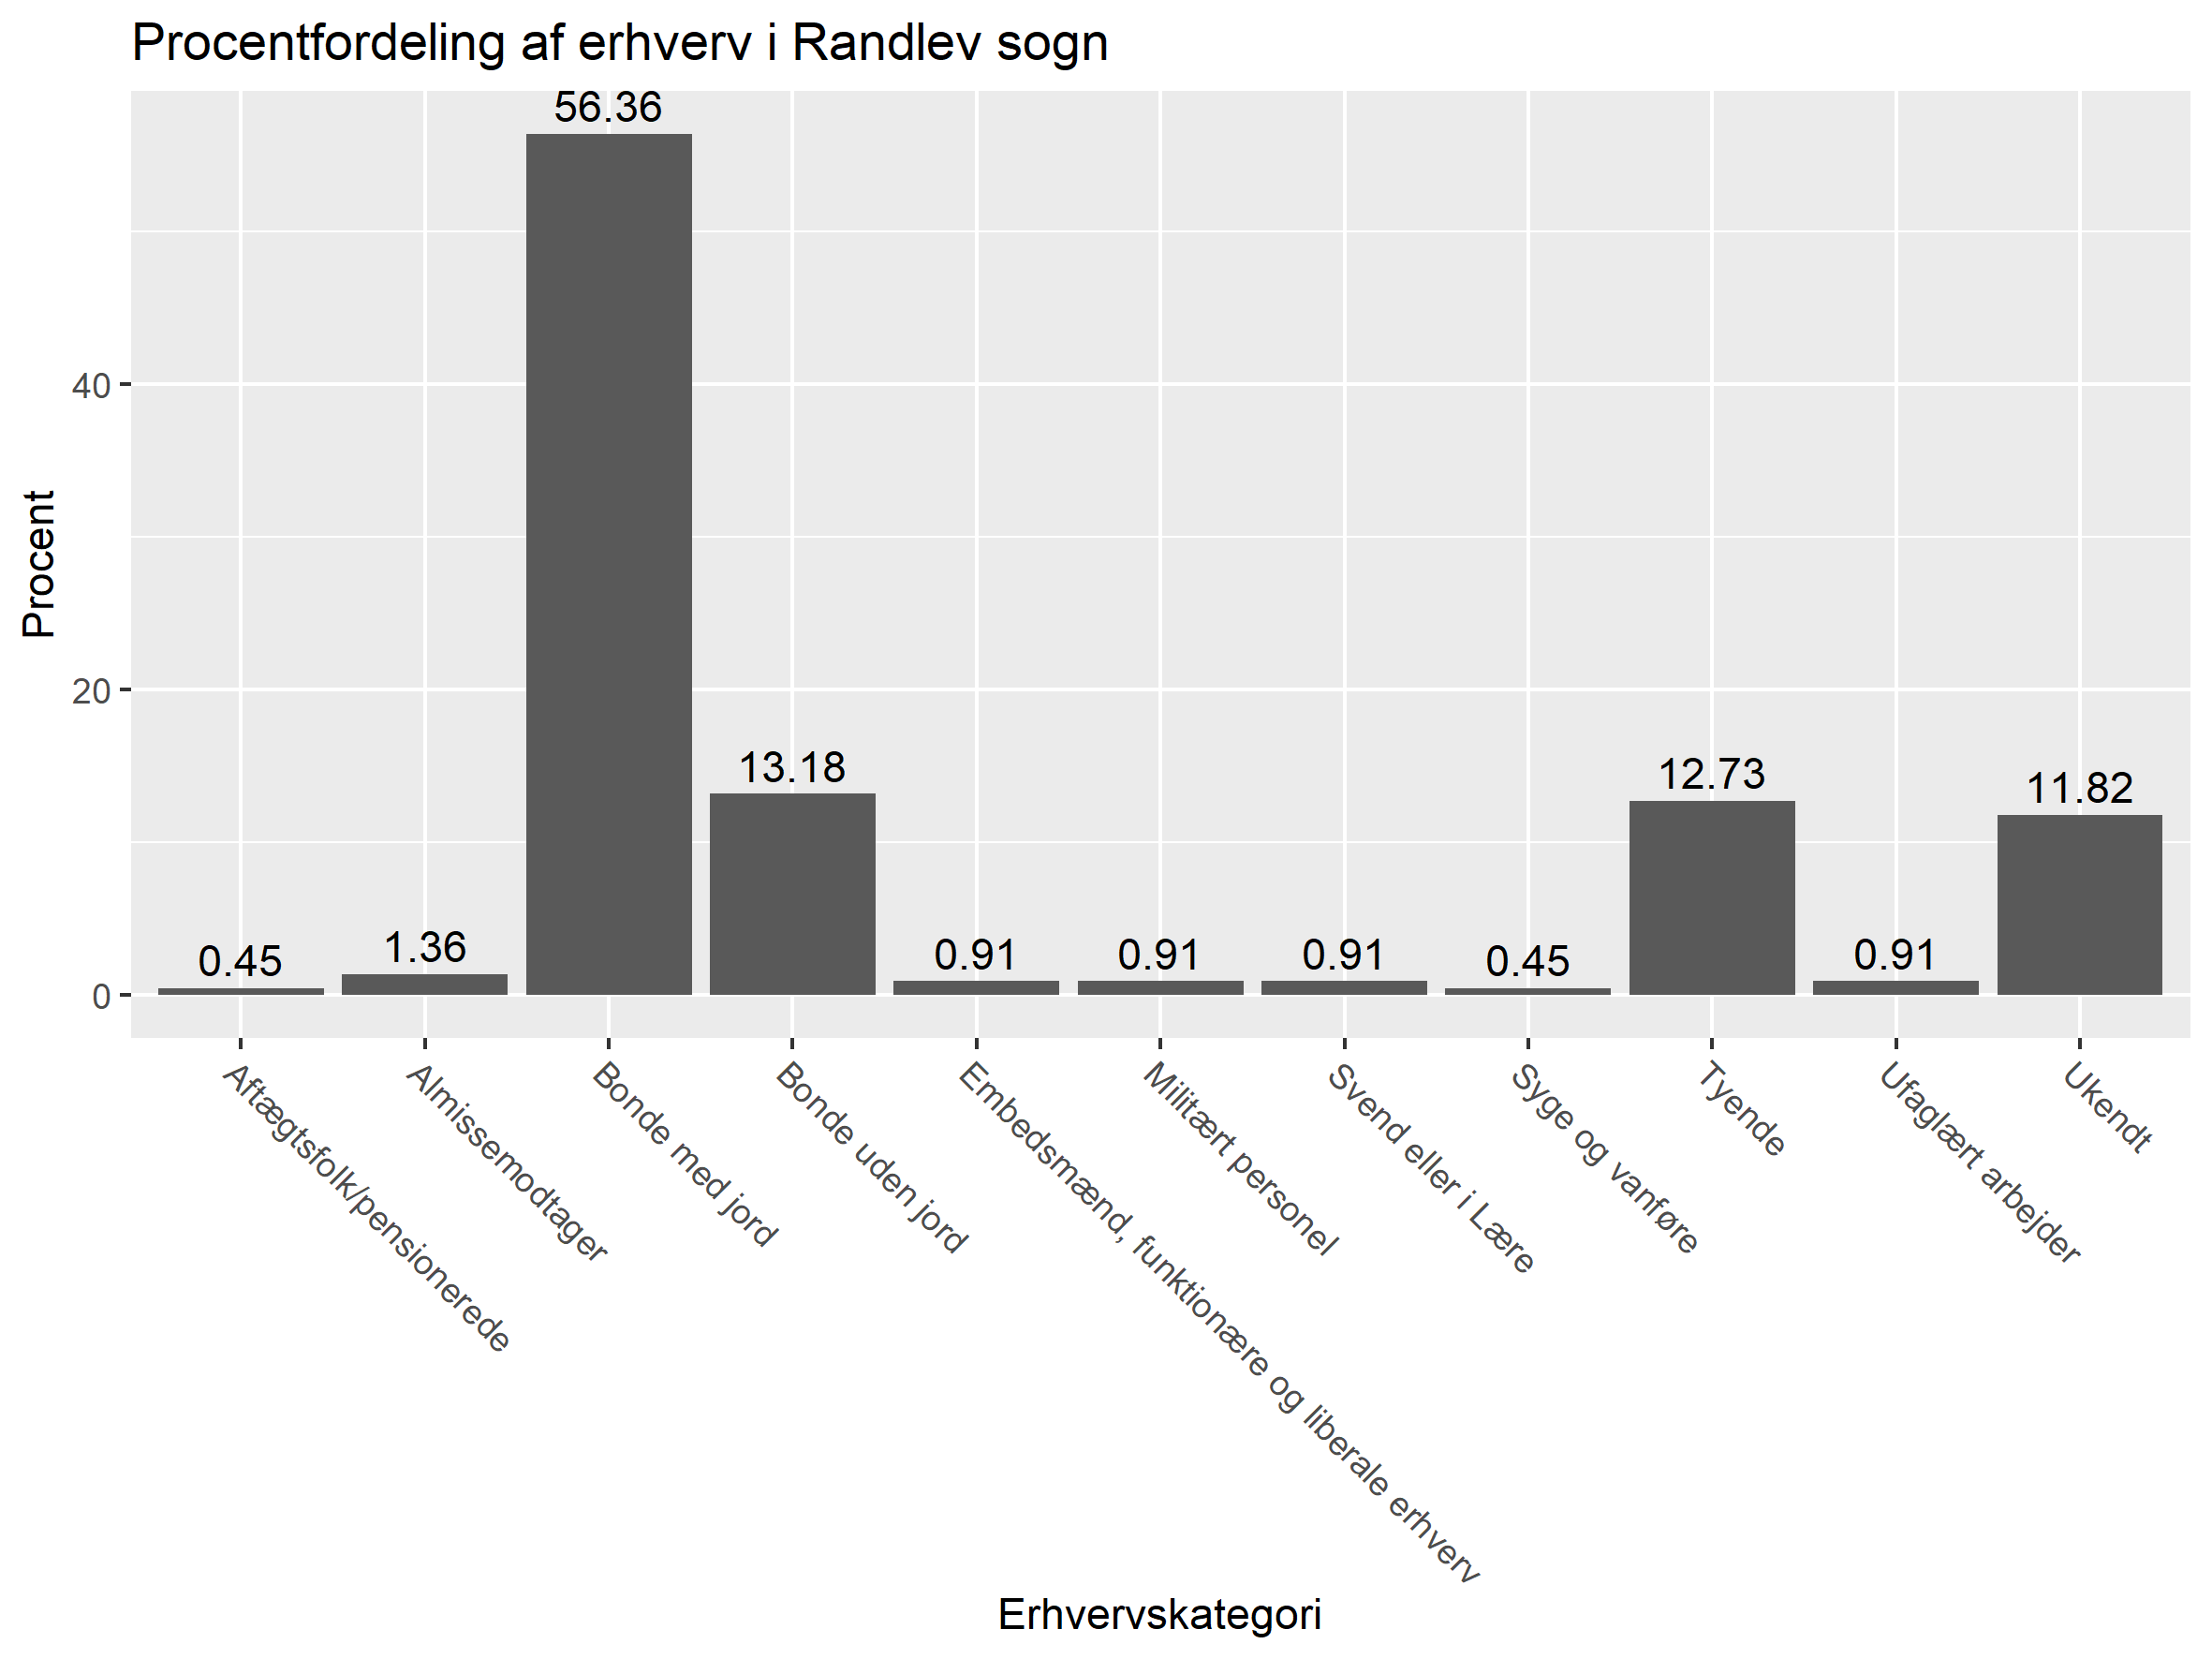 Procentfordeling af erhverv i Randlev sogn
Procent
40
20
0
56.36
13.18
12.73
11.82
0.45
1.36
0.91
0.91
0.91
0.45
0.91
Aftægtsfolk/pensionerede
Almissemodtager
Bonde med jord
Bonde uden jord
Embedsmænd, funktionære og liberale erhverv
Militært personel
Svend eller i Lære
Syge og vanføre
Tyende
Ufaglært arbejder
Ukendt
Erhvervskategori